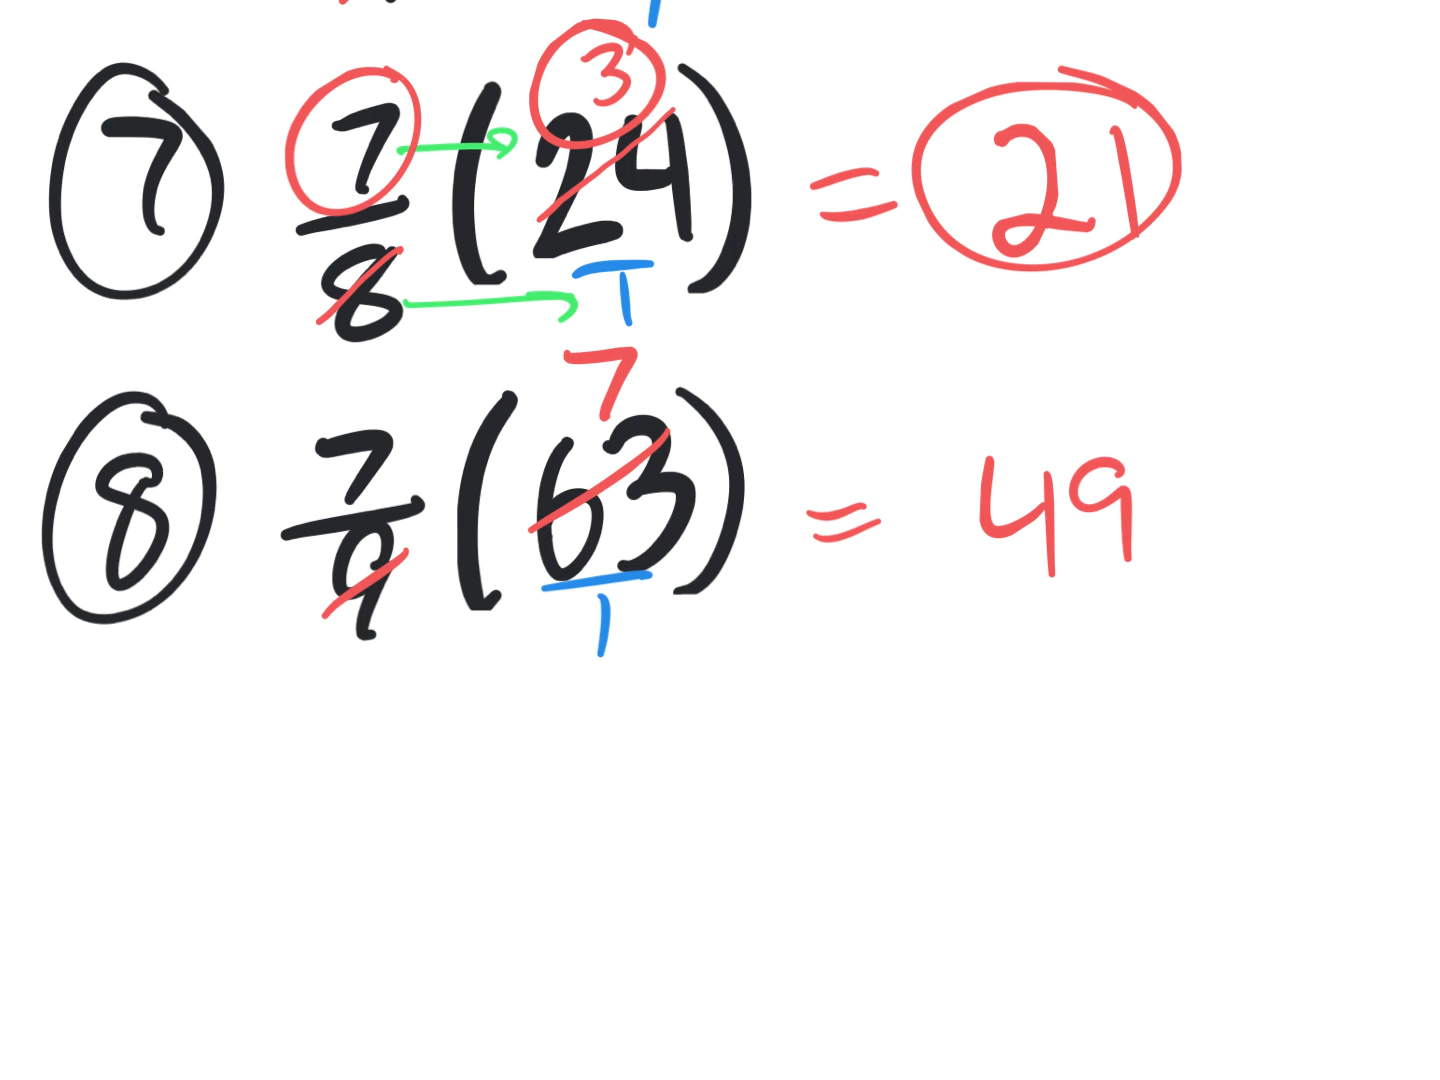 ⑦ 7/8 (24/1) 3 = 21
⑧ 7/9 (63/1) 7 = 49